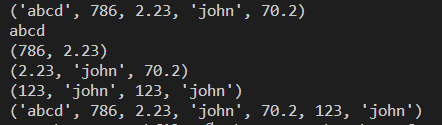 ('abcd', 786, 2.23, 'john', 70.2)
abcd
(786, 2.23)
(2.23, 'john', 70.2)
(123, 'john', 123, 'john')
('abcd', 786, 2.23, 'john', 70.2, 123, 'john')